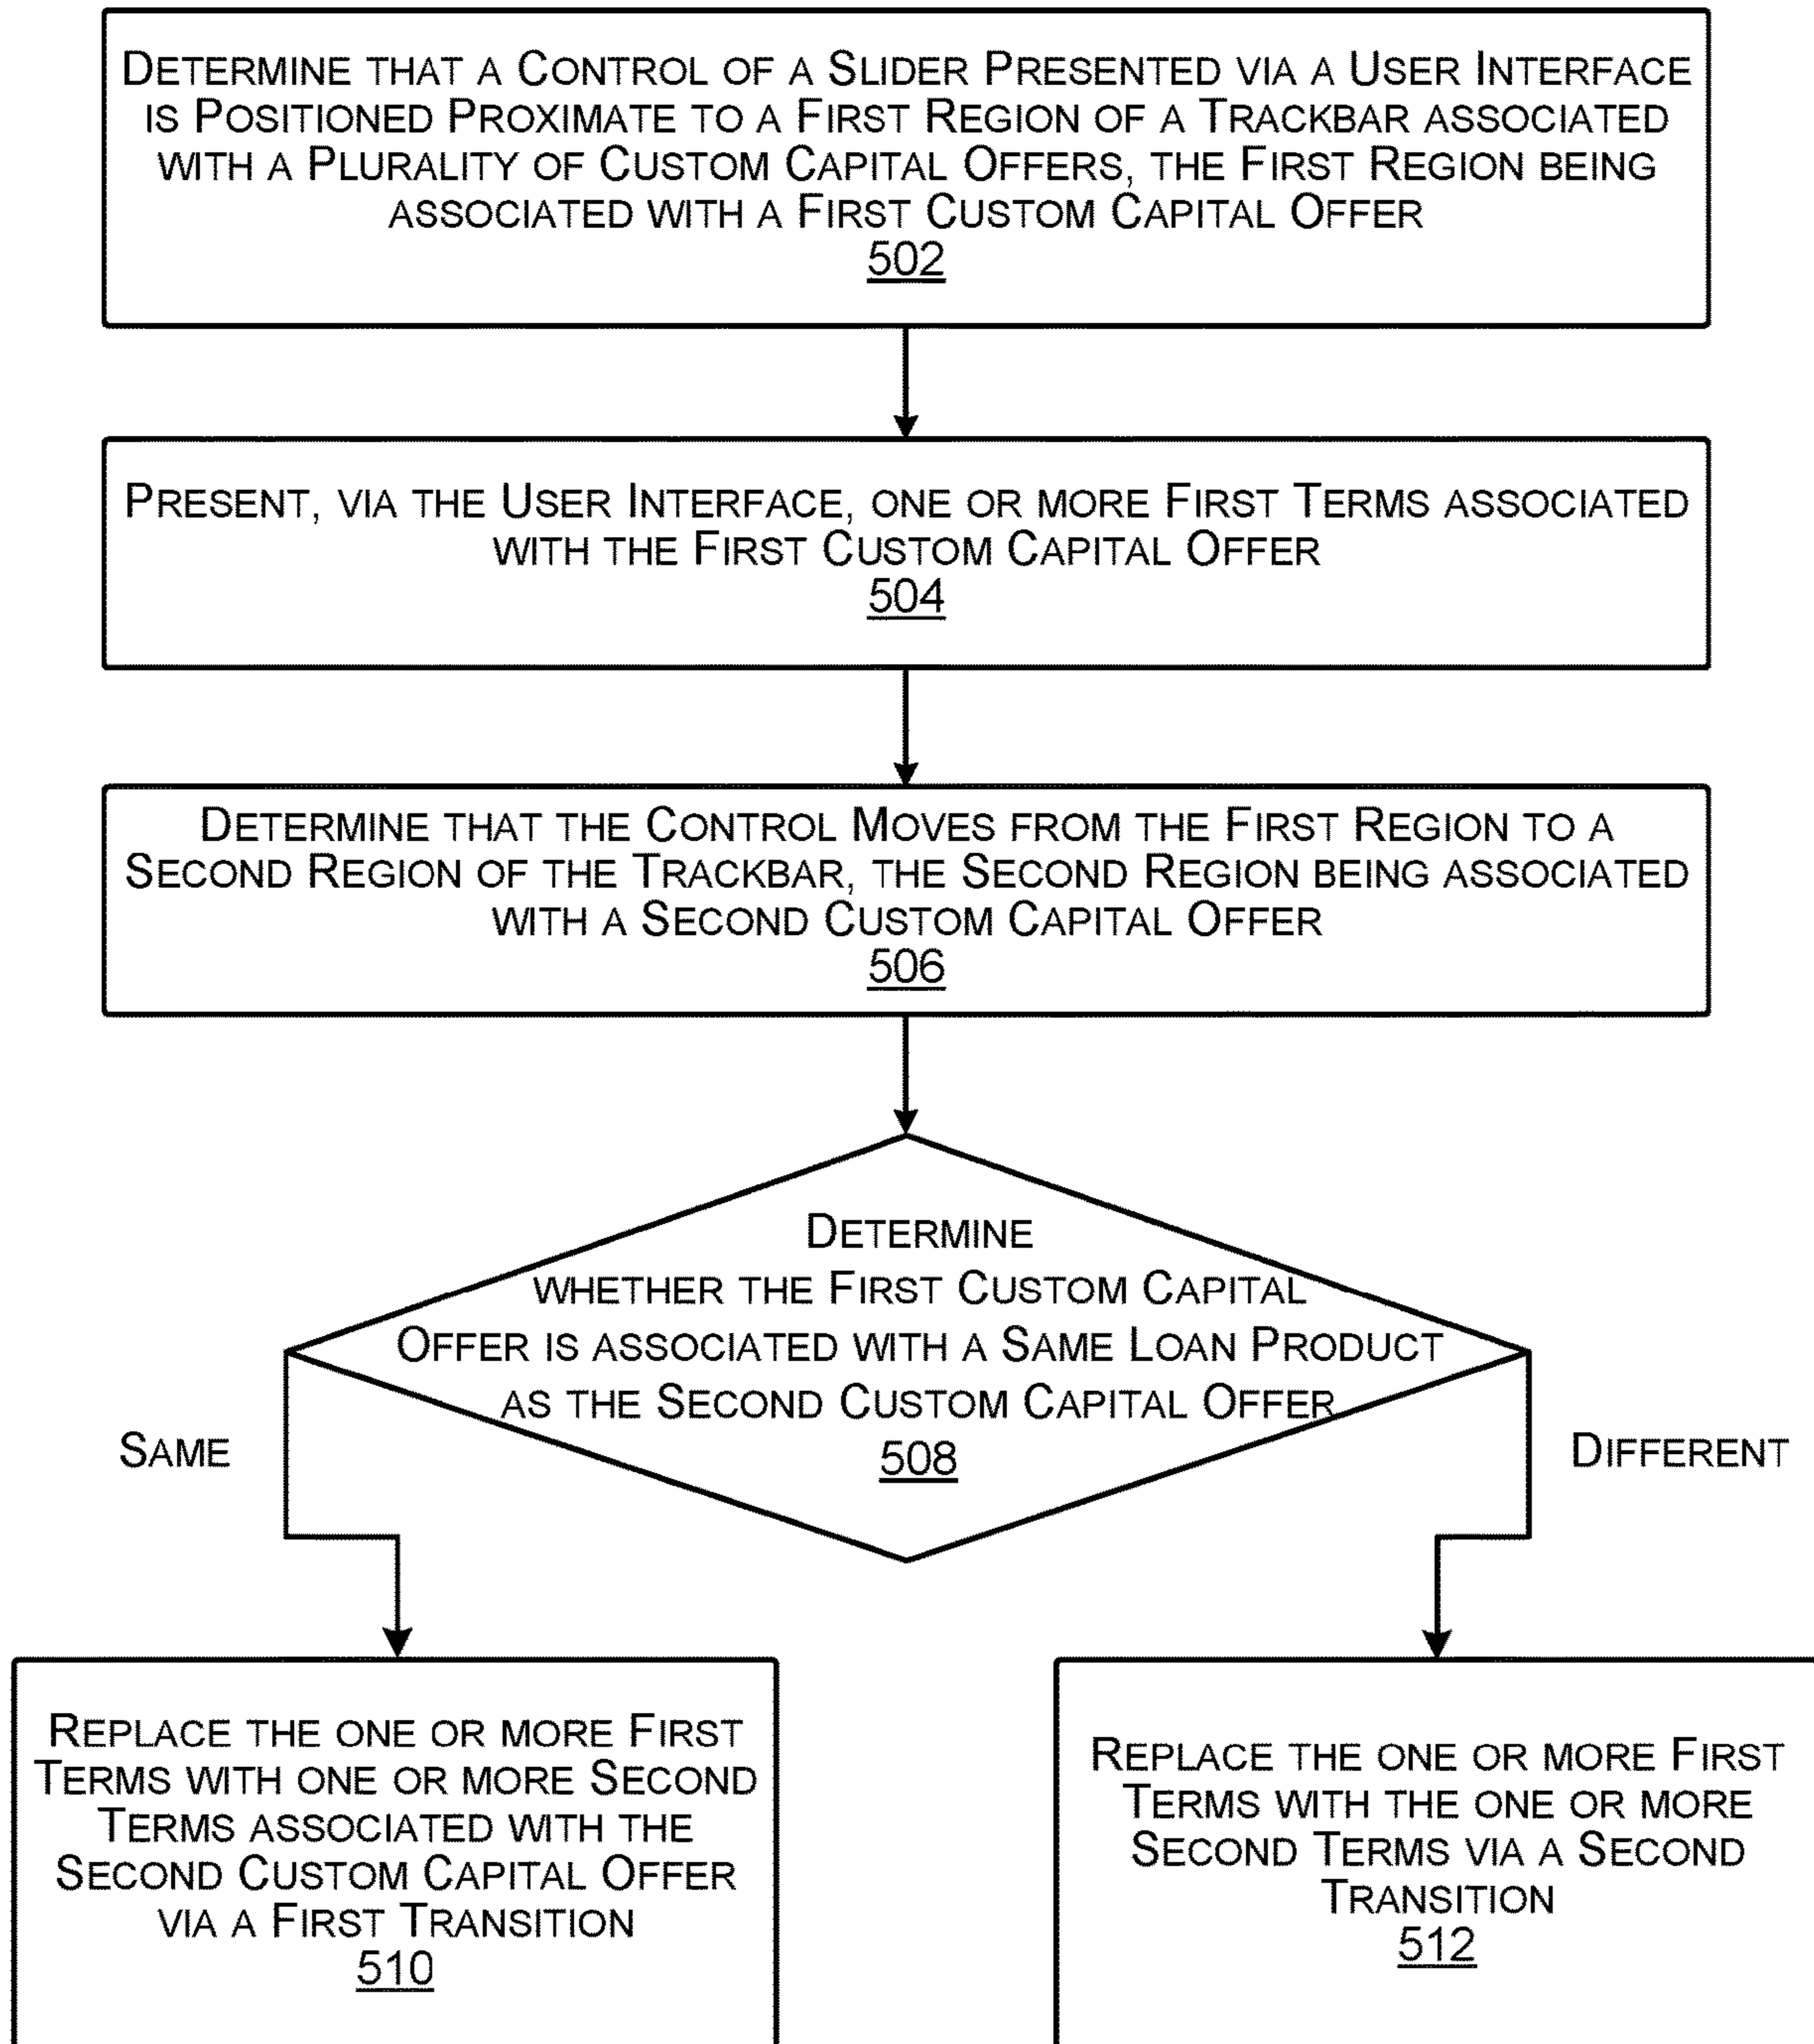 DETERMINE THAT A CONTROL OF A SLIDER PRESENTED VIA A USER INTERFACE
IS POSITIONED PROXIMATE TO A FIRST REGION OF A TRACKBAR ASSOCIATED
WITH A PLURALITY OF CUSTOM CAPITAL OFFERS, THE FIRST REGION BEING
ASSOCIATED WITH A FIRST CUSTOM CAPITAL OFFER
502
PRESENT, VIA THE USER INTERFACE, ONE OR MORE FIRST TERMS ASSOCIATED
WITH THE FIRST CUSTOM CAPITAL OFFER
504
DETERMINE THAT THE CONTROL MOVES FROM THE FIRST REGION TO A
SECOND REGION OF THE TRACKBAR, THE SECOND REGION BEING ASSOCIATED
WITH A SECOND CUSTOM CAPITAL OFFER
506
DETERMINE
WHETHER THE FIRST CUSTOM CAPITAL
OFFER IS ASSOCIATED WITH A SAME LOAN PRODUCT
AS THE SECOND CUSTOM CAPITAL OFFER
508
SAME
DIFFERENT
REPLACE THE ONE OR MORE FIRST
TERMS WITH ONE OR MORE SECOND
TERMS ASSOCIATED WITH THE
SECOND CUSTOM CAPITAL OFFER
VIA A FIRST TRANSITION
510
REPLACE THE ONE OR MORE FIRST
TERMS WITH THE ONE OR MORE
SECOND TERMS VIA A SECOND
TRANSITION
512